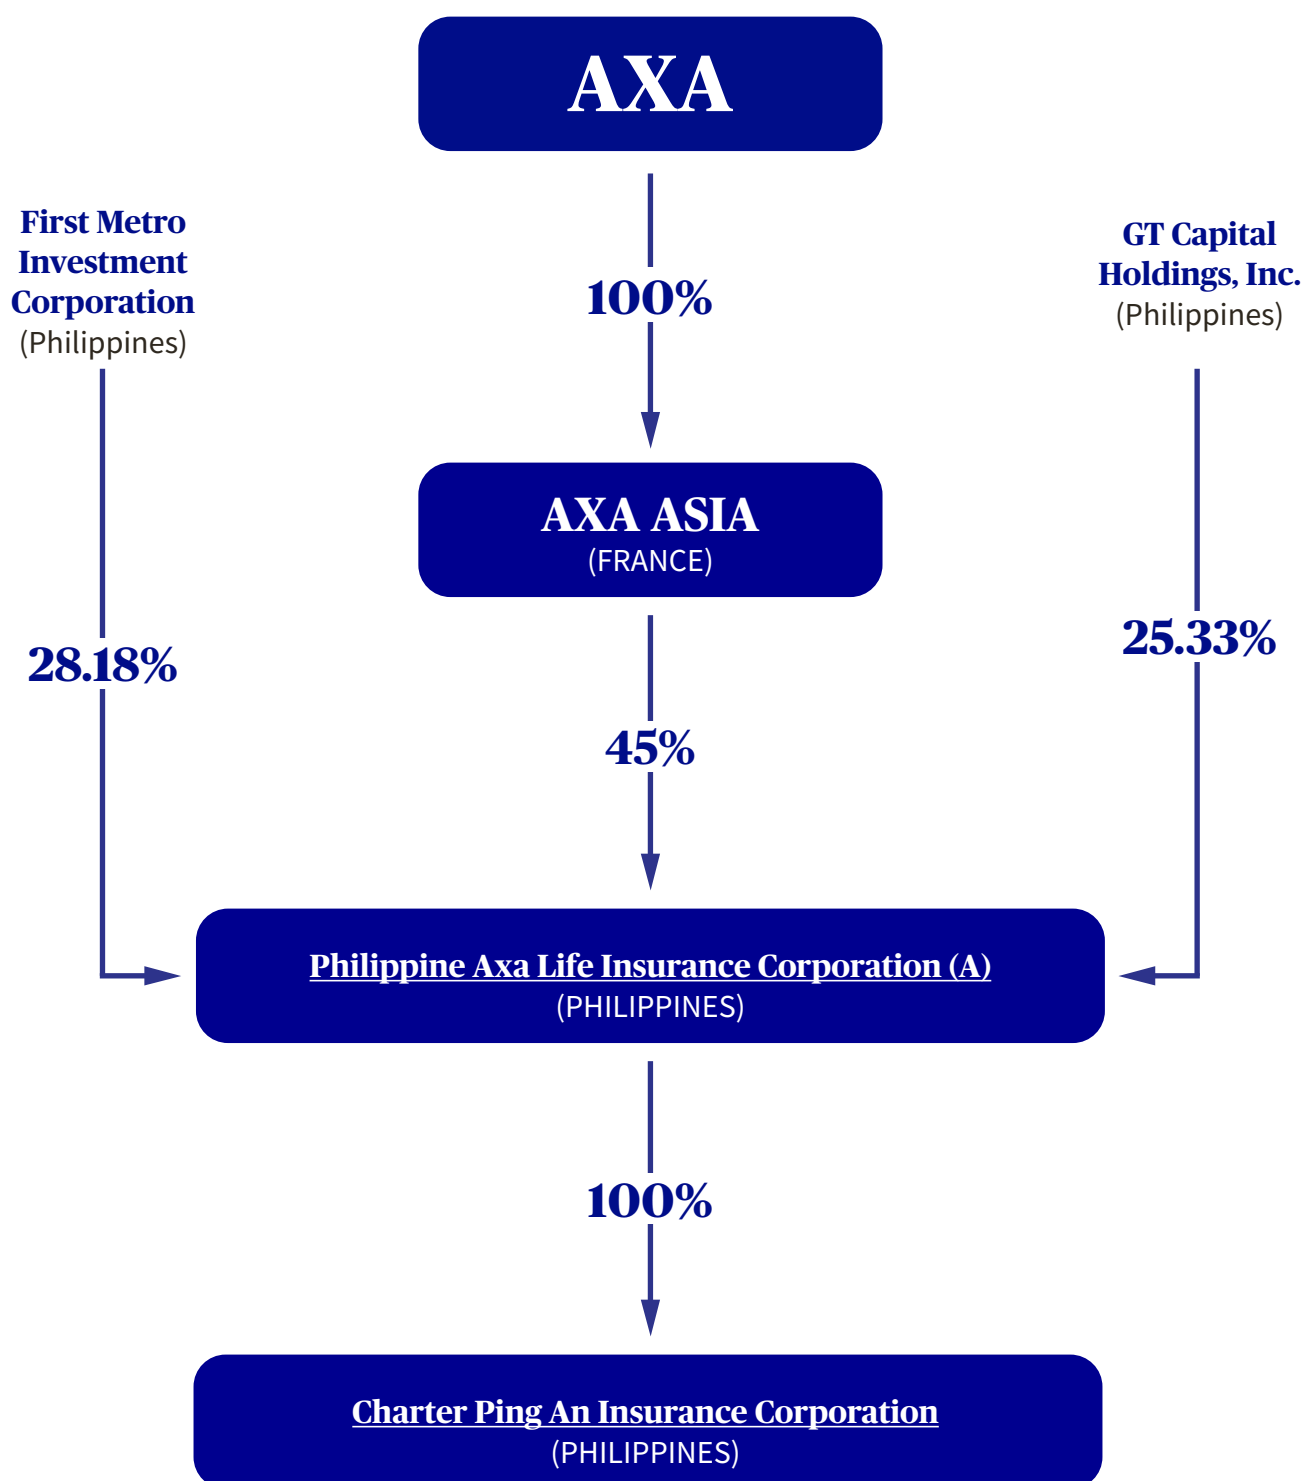 AXA
First Metro
Investment
Corporation
(Philippines)
GT Capital
Holdings, Inc.
(Philippines)
100%
AXA ASIA
(FRANCE)
28.18%
25.33%
45%
Philippine Axa Life Insurance Corporation (A)
(PHILIPPINES)
100%
Charter Ping An Insurance Corporation
(PHILIPPINES)